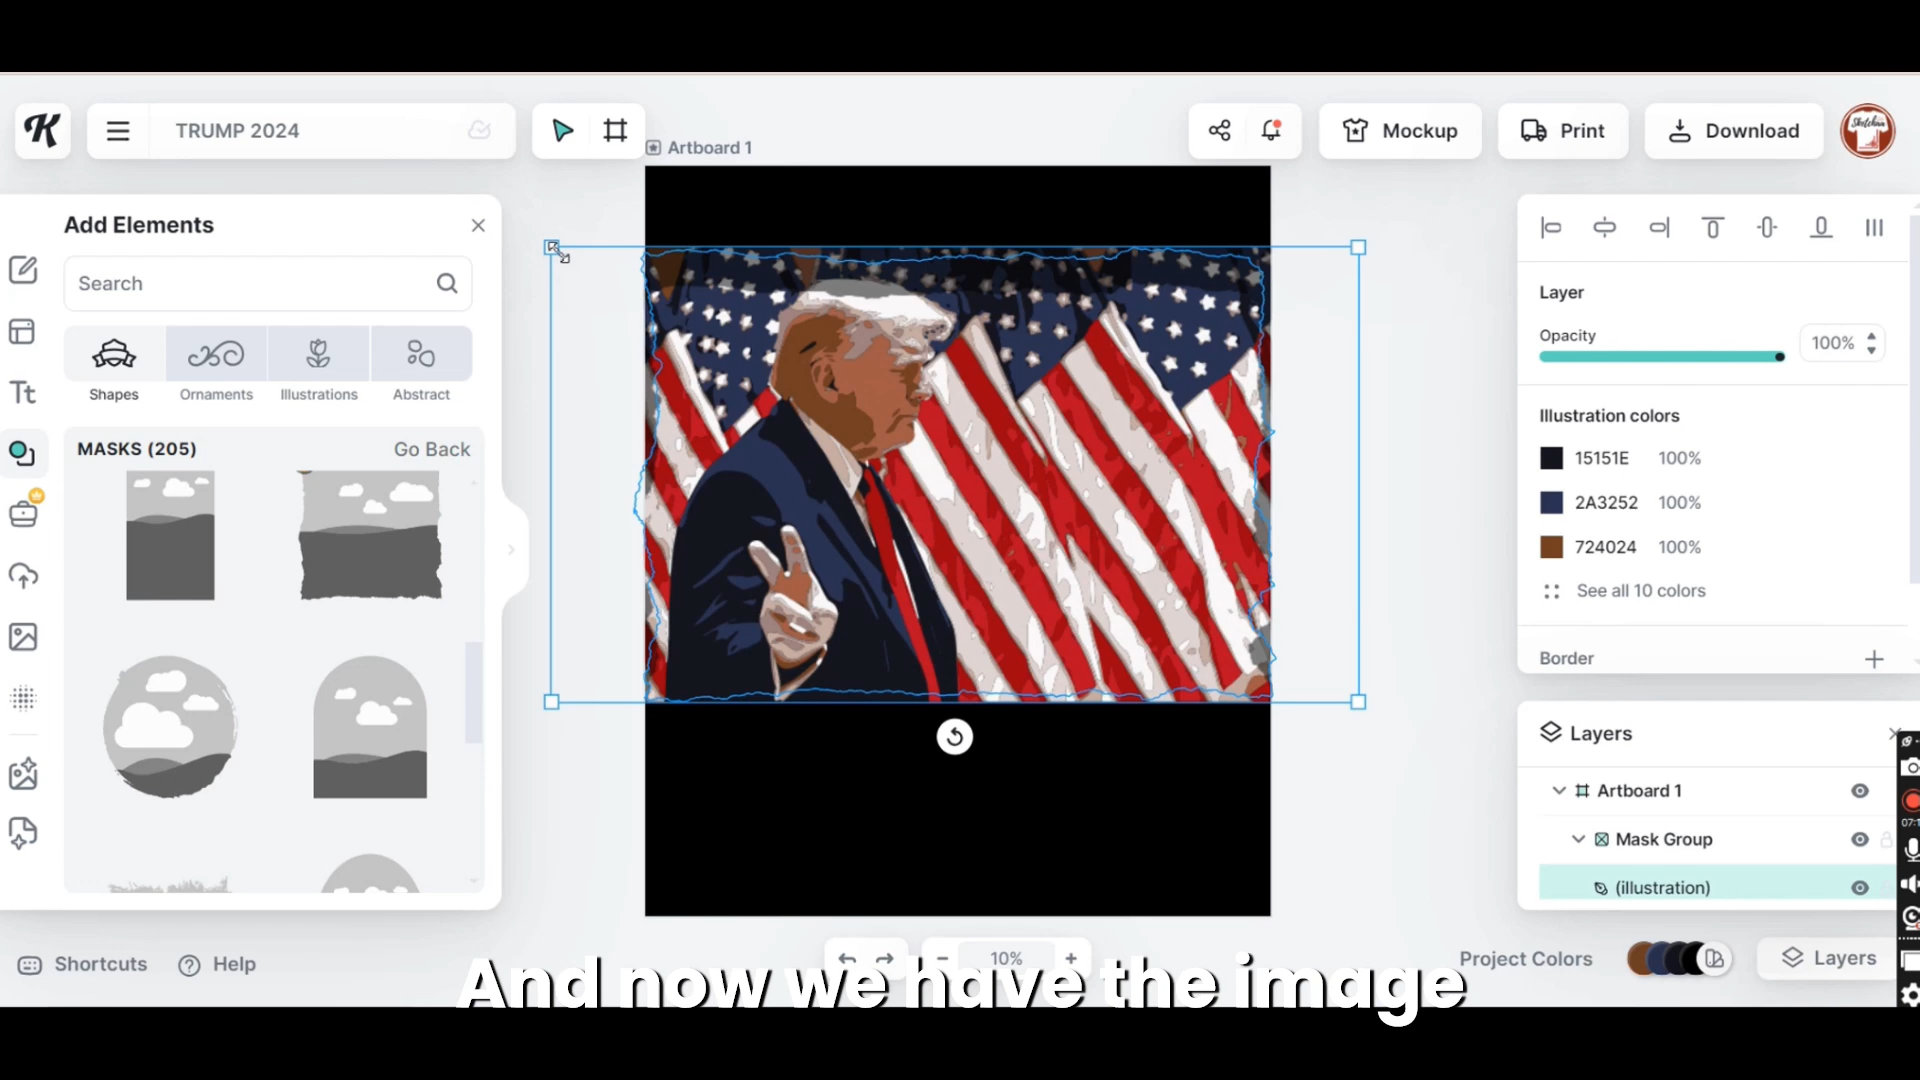 K
TRUMP 2024
Artboard 1
Mockup
Print
Download
Sketchun
Add Elements
Search
Shapes
Ornaments
Illustrations
Abstract
MASKS (205)
Go Back
Tt
Layer
Opacity
100%
Illustration colors
15151E 100%
2A3252 100%
724024 100%
See all 10 colors
Border
Layers
Artboard 1
Mask Group
(illustration)
Shortcuts
Help
10%
Project Colors
Layers
And now we have the image